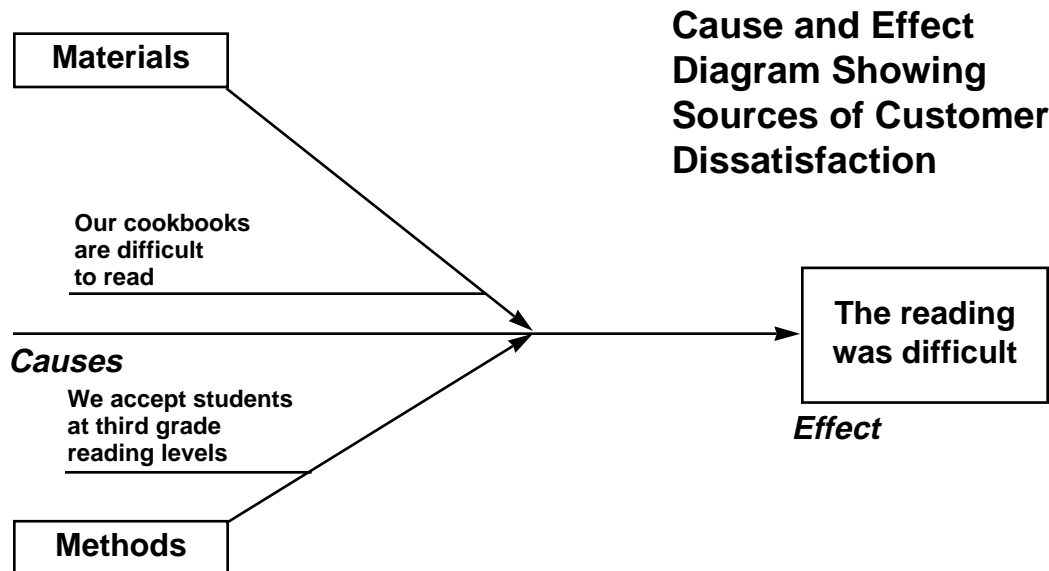 Cause and Effect
Diagram Showing
Sources of Customer
Dissatisfaction
Materials
Our cookbooks
are difficult
to read
Causes
We accept students
at third grade
reading levels
Methods
The reading
was difficult
Effect